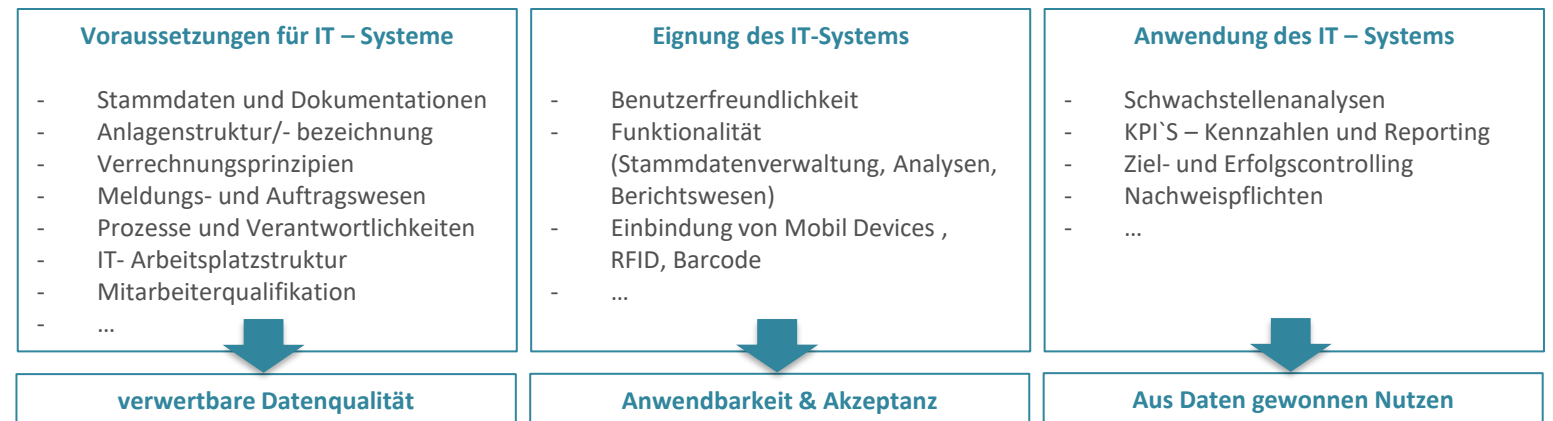 Voraussetzungen für IT – Systeme
- Stammdaten und Dokumentationen
- Anlagenstruktur/- bezeichnung
- Verrechnungsprinzipien
- Meldungs- und Auftragswesen
- Prozesse und Verantwortlichkeiten
- IT- Arbeitsplatzstruktur
- Mitarbeiterqualifikation
- …
verwertbare Datenqualität
Eignung des IT-Systems
- Benutzerfreundlichkeit
- Funktionalität
(Stammdatenverwaltung, Analysen,
Berichtswesen)
- Einbindung von Mobil Devices ,
RFID, Barcode
- …
Anwendbarkeit & Akzeptanz
Anwendung des IT – Systems
- Schwachstellenanalysen
- KPI`S – Kennzahlen und Reporting
- Ziel- und Erfolgscontrolling
- Nachweispflichten
- …
Aus Daten gewonnen Nutzen